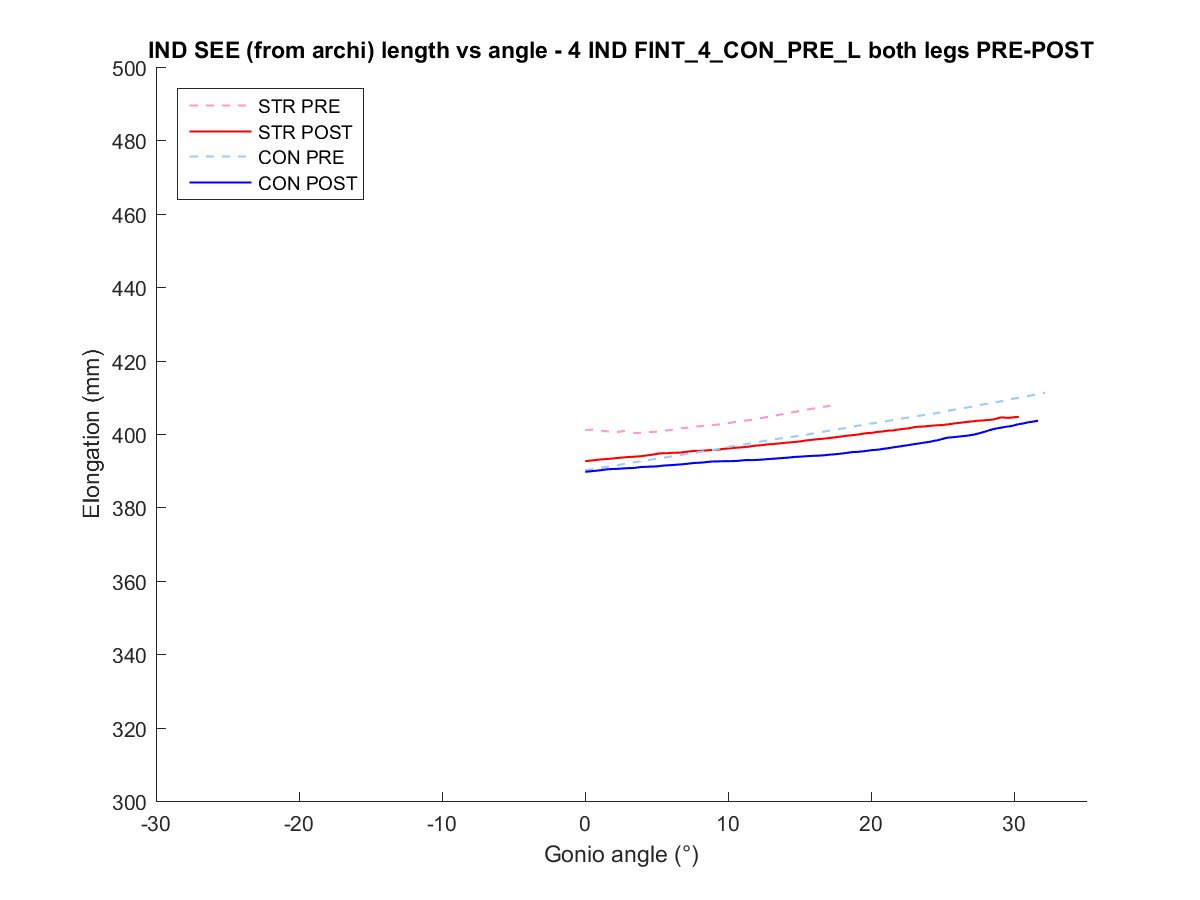 IND SEE (from archi) length vs angle - 4 IND FINT_4_CON_PRE_L both legs PRE-POST
500
480
460
440
420
400
380
360
340
320
300
Elongation (mm)
STR PRE
STR POST
CON PRE
CON POST
-30
-20
-10
0
10
20
30
Gonio angle (°)